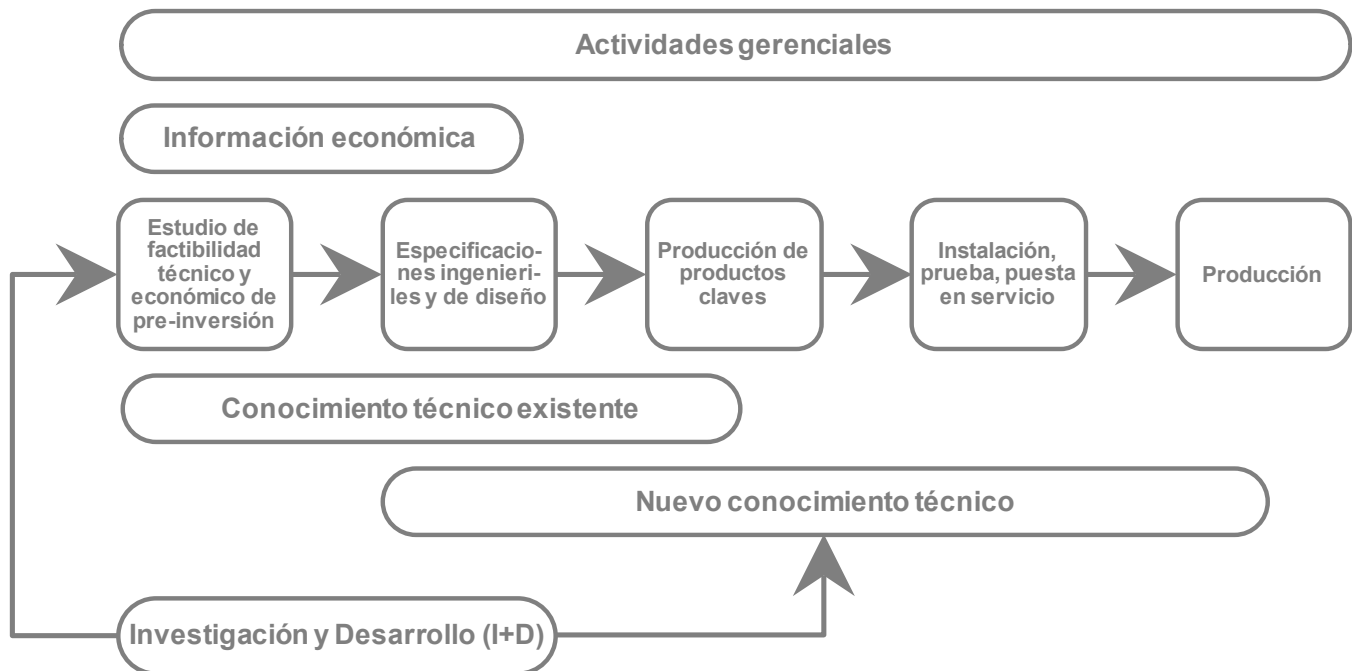 Actividades gerenciales
Información económica
Estudio de
factibilidad
técnico y
económico de
pre-inversión
Especificacio-
nes ingenieri-
les y de diseño
Producción de
productos
claves
Instalación,
prueba, puesta
en servicio
Producción
Conocimiento técnico existente
Nuevo conocimiento técnico
Investigación y Desarrollo (I+D)